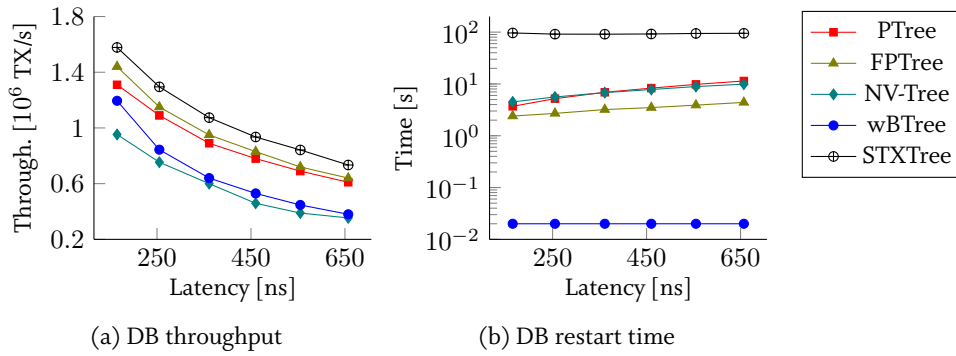 Through. [10^6 TX/s]
1.8
1.4
1
0.6
0.2
250 450 650
Latency [ns]
(a) DB throughput
Time [s]
10^2
10^1
10^0
10^−1
10^−2
250 450 650
Latency [ns]
(b) DB restart time
PTree
FPTree
NV-Tree
wBTree
STXTree